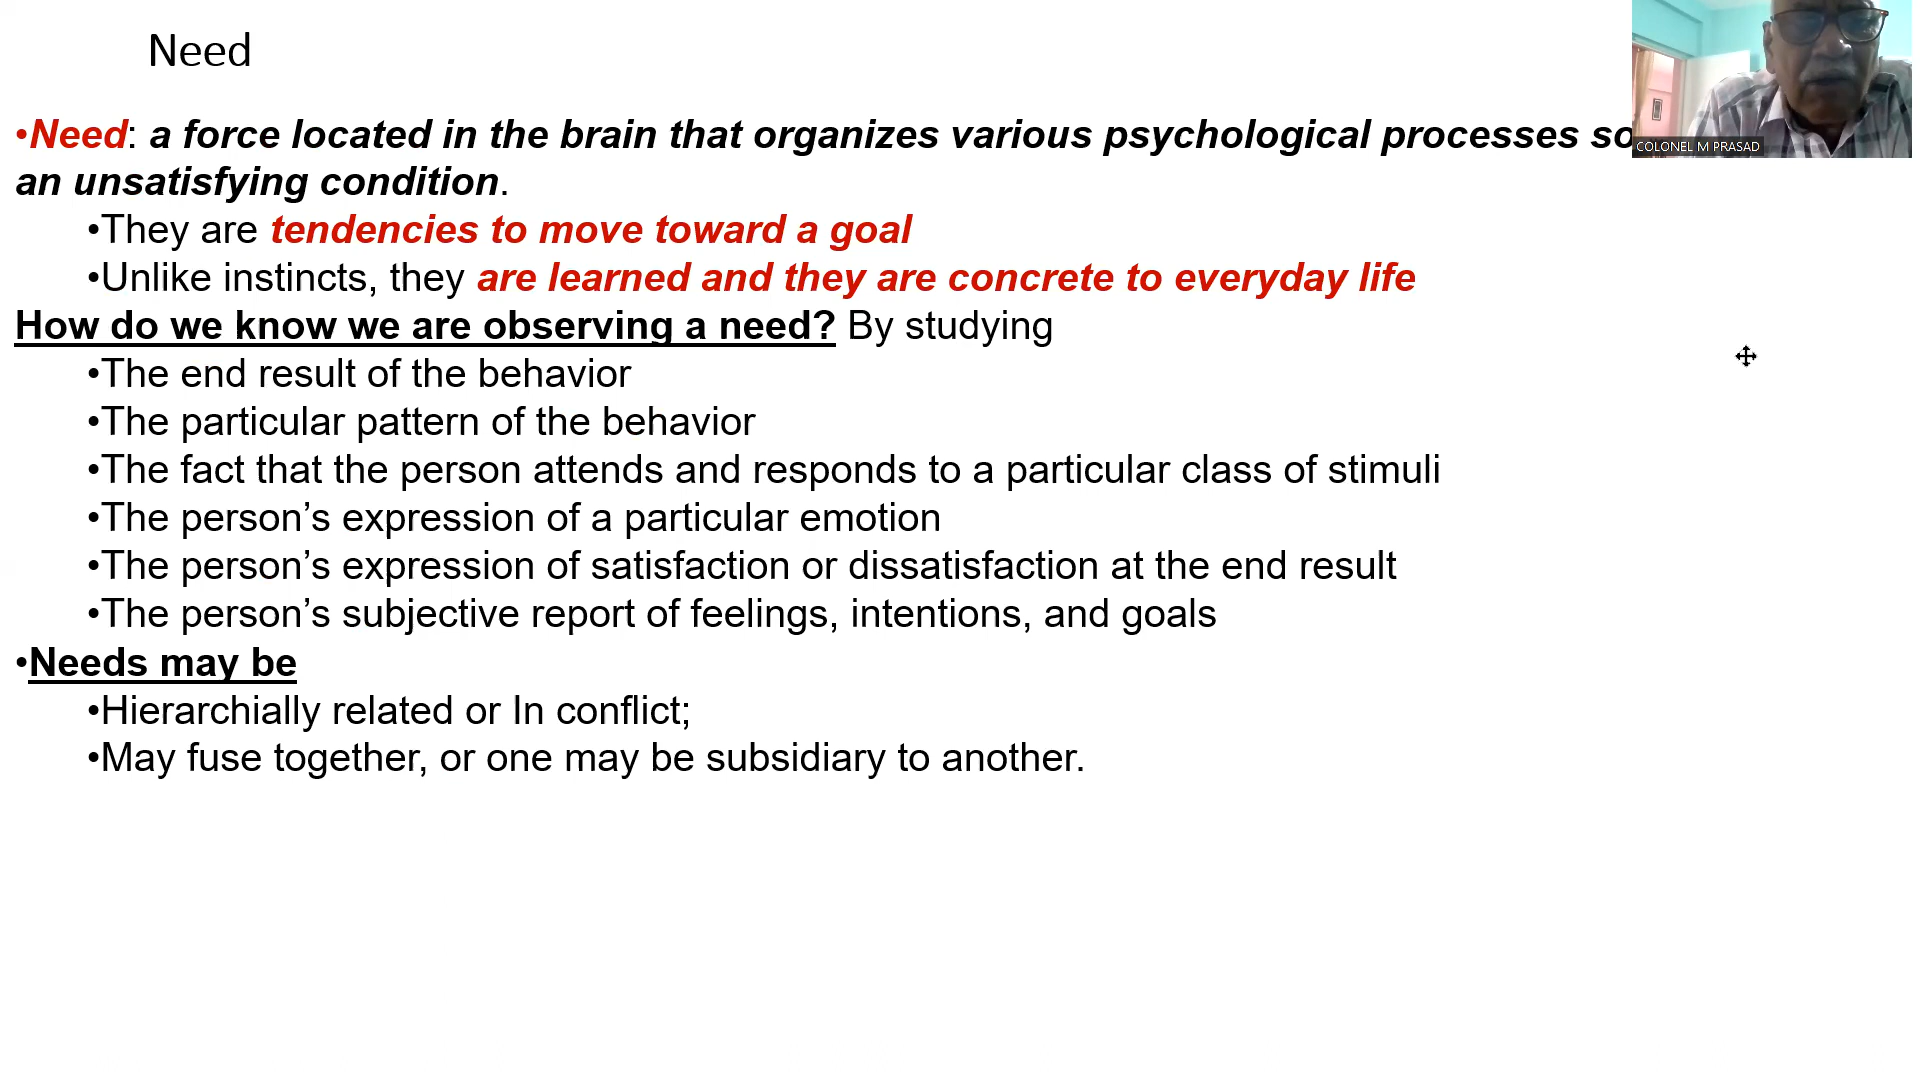 Need
•Need: a force located in the brain that organizes various psychological processes so
an unsatisfying condition.
•They are tendencies to move toward a goal
•Unlike instincts, they are learned and they are concrete to everyday life
How do we know we are observing a need? By studying
•The end result of the behavior
•The particular pattern of the behavior
•The fact that the person attends and responds to a particular class of stimuli
•The person’s expression of a particular emotion
•The person’s expression of satisfaction or dissatisfaction at the end result
•The person’s subjective report of feelings, intentions, and goals
•Needs may be
•Hierarchially related or In conflict;
•May fuse together, or one may be subsidiary to another.
COLONEL M PRASAD